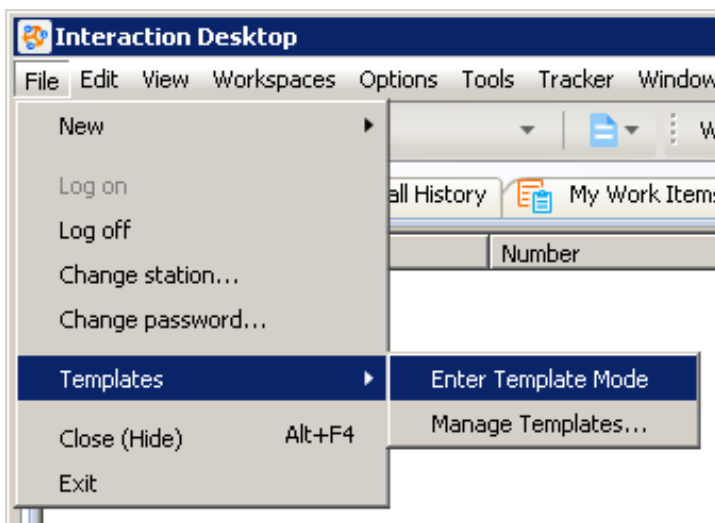 Interaction Desktop
File Edit View Workspaces Options Tools Tracker Window
New
Log on
Log off
Change station...
Change password...
Templates
Close (Hide) Alt+F4
Exit
Enter Template Mode
Manage Templates...
all History My Work Items
Number